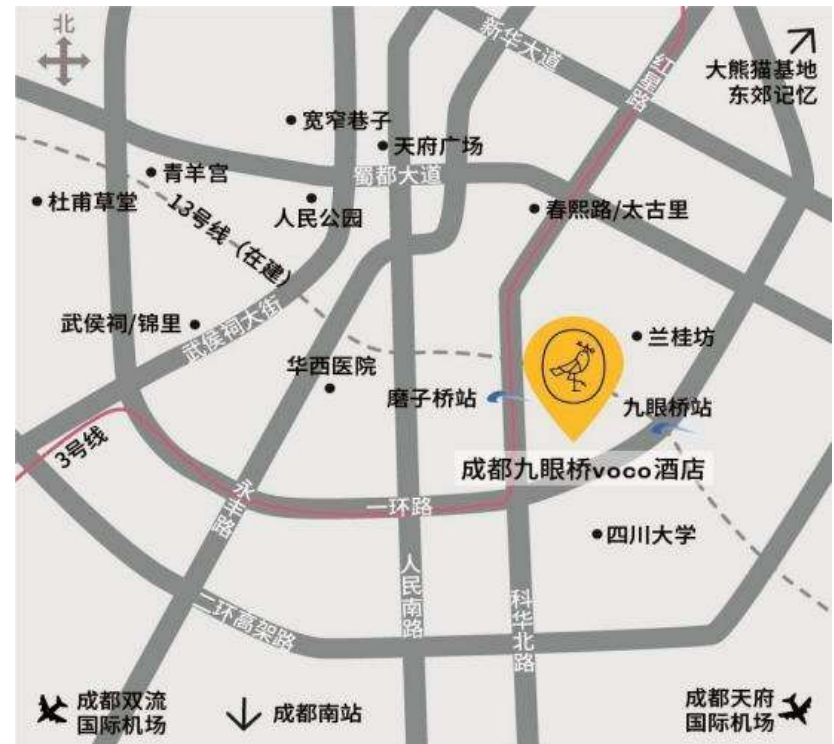 北
新华大道
红星路
大熊猫基地
东郊记忆
宽窄巷子
天府广场
青羊宫
蜀都大道
杜甫草堂
人民公园
春熙路/太古里
13号线（在建）
武侯祠/锦里
武侯祠大街
兰桂坊
华西医院
磨子桥站
九眼桥站
3号线
成都九眼桥voco酒店
永丰路
一环路
四川大学
人民南路
科华北路
二环高架路
成都双流
国际机场
成都南站
成都天府
国际机场